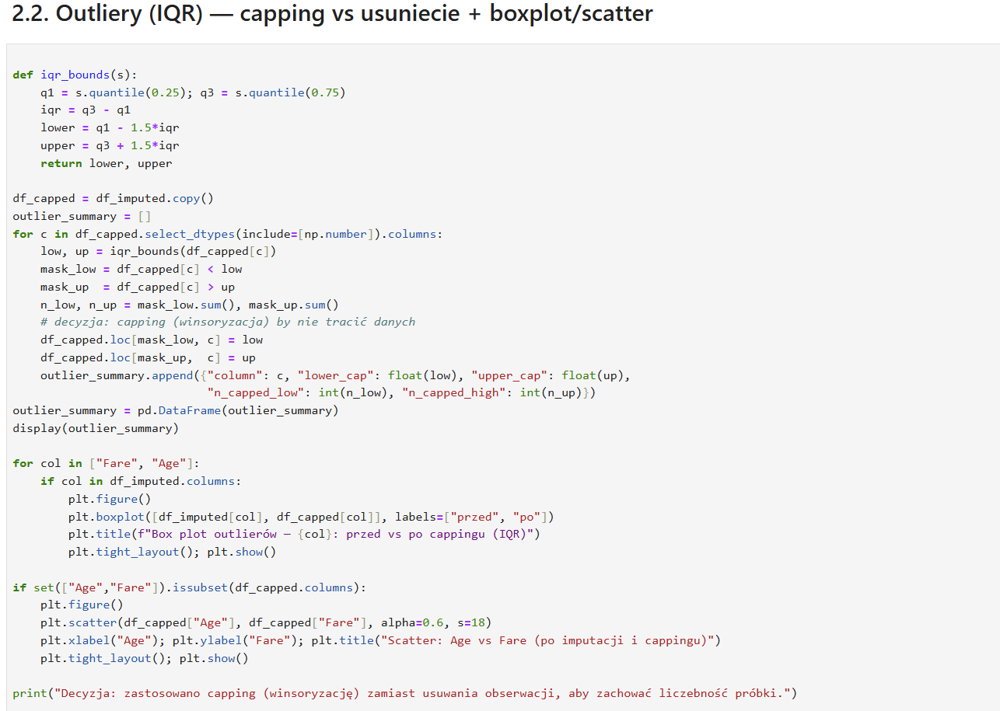 2.2. Outliery (IQR) — capping vs usuniecie + boxplot/scatter
def iqr_bounds(s):
    q1 = s.quantile(0.25); q3 = s.quantile(0.75)
    iqr = q3 - q1
    lower = q1 - 1.5*iqr
    upper = q3 + 1.5*iqr
    return lower, upper

df_capped = df_imputed.copy()
outlier_summary = []
for c in df_capped.select_dtypes(include=[np.number]).columns:
    low, up = iqr_bounds(df_capped[c])
    mask_low = df_capped[c] < low
    mask_up  = df_capped[c] > up
    n_low, n_up = mask_low.sum(), mask_up.sum()
    # decyzja: capping (winsoryzacja) by nie tracić danych
    df_capped.loc[mask_low, c] = low
    df_capped.loc[mask_up,  c] = up
    outlier_summary.append({"column": c, "lower_cap": float(low), "upper_cap": float(up),
                            "n_capped_low": int(n_low), "n_capped_high": int(n_up)})
outlier_summary = pd.DataFrame(outlier_summary)
display(outlier_summary)

for col in ["Fare", "Age"]:
    if col in df_imputed.columns:
        plt.figure()
        plt.boxplot([df_imputed[col], df_capped[col]], labels=["przed", "po"])
        plt.title(f"Box plot outlierów — {col}: przed vs po cappingu (IQR)")
        plt.tight_layout(); plt.show()

if set(["Age","Fare"]).issubset(df_capped.columns):
    plt.figure()
    plt.scatter(df_capped["Age"], df_capped["Fare"], alpha=0.6, s=18)
    plt.xlabel("Age"); plt.ylabel("Fare"); plt.title("Scatter: Age vs Fare (po imputacji i cappingu)")
    plt.tight_layout(); plt.show()

print("Decyzja: zastosowano capping (winsoryzację) zamiast usuwania obserwacji, aby zachować liczebność próbki.")